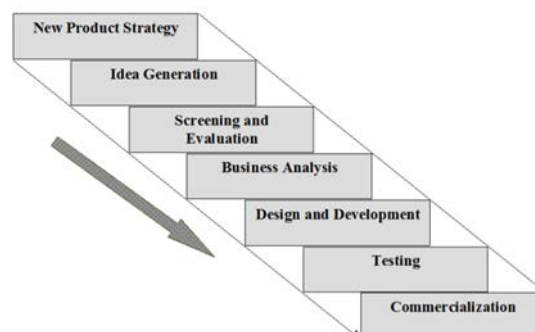 New Product Strategy
Idea Generation
Screening and
Evaluation
Business Analysis
Design and Development
Testing
Commercialization